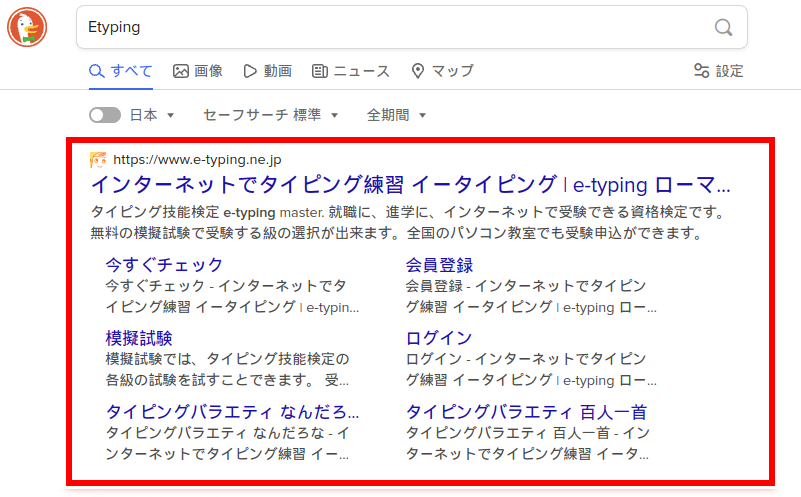 Etyping
すべて 画像 動画 ニュース マップ 設定
日本 セーフサーチ 標準 全期間
https://www.e-typing.ne.jp
インターネットでタイピング練習 イータイピング | e-typing ローマ...
タイピング技能検定 e-typing master. 就職に、進学に、インターネットで受験できる資格検定です。
無料の模擬試験で受験する級の選択が出来ます。全国のパソコン教室でも受験申込ができます。
今すぐチェック
今すぐチェック - インターネットでタ
イピング練習 イータイピング | e-typin...
会員登録
会員登録 - インターネットでタイピン
グ練習 イータイピング | e-typing ロー...
模擬試験
模擬試験では、タイピング技能検定の
各級の試験を試すことできます。 受...
ログイン
ログイン - インターネットでタイピン
グ練習 イータイピング | e-typing ロー...
タイピングバラエティ なんだろ...
タイピングバラエティ なんだろな - イ
ンターネットでタイピング練習 イー...
タイピングバラエティ 百人一首
タイピングバラエティ 百人一首 - イン
ターネットでタイピング練習 イータ...